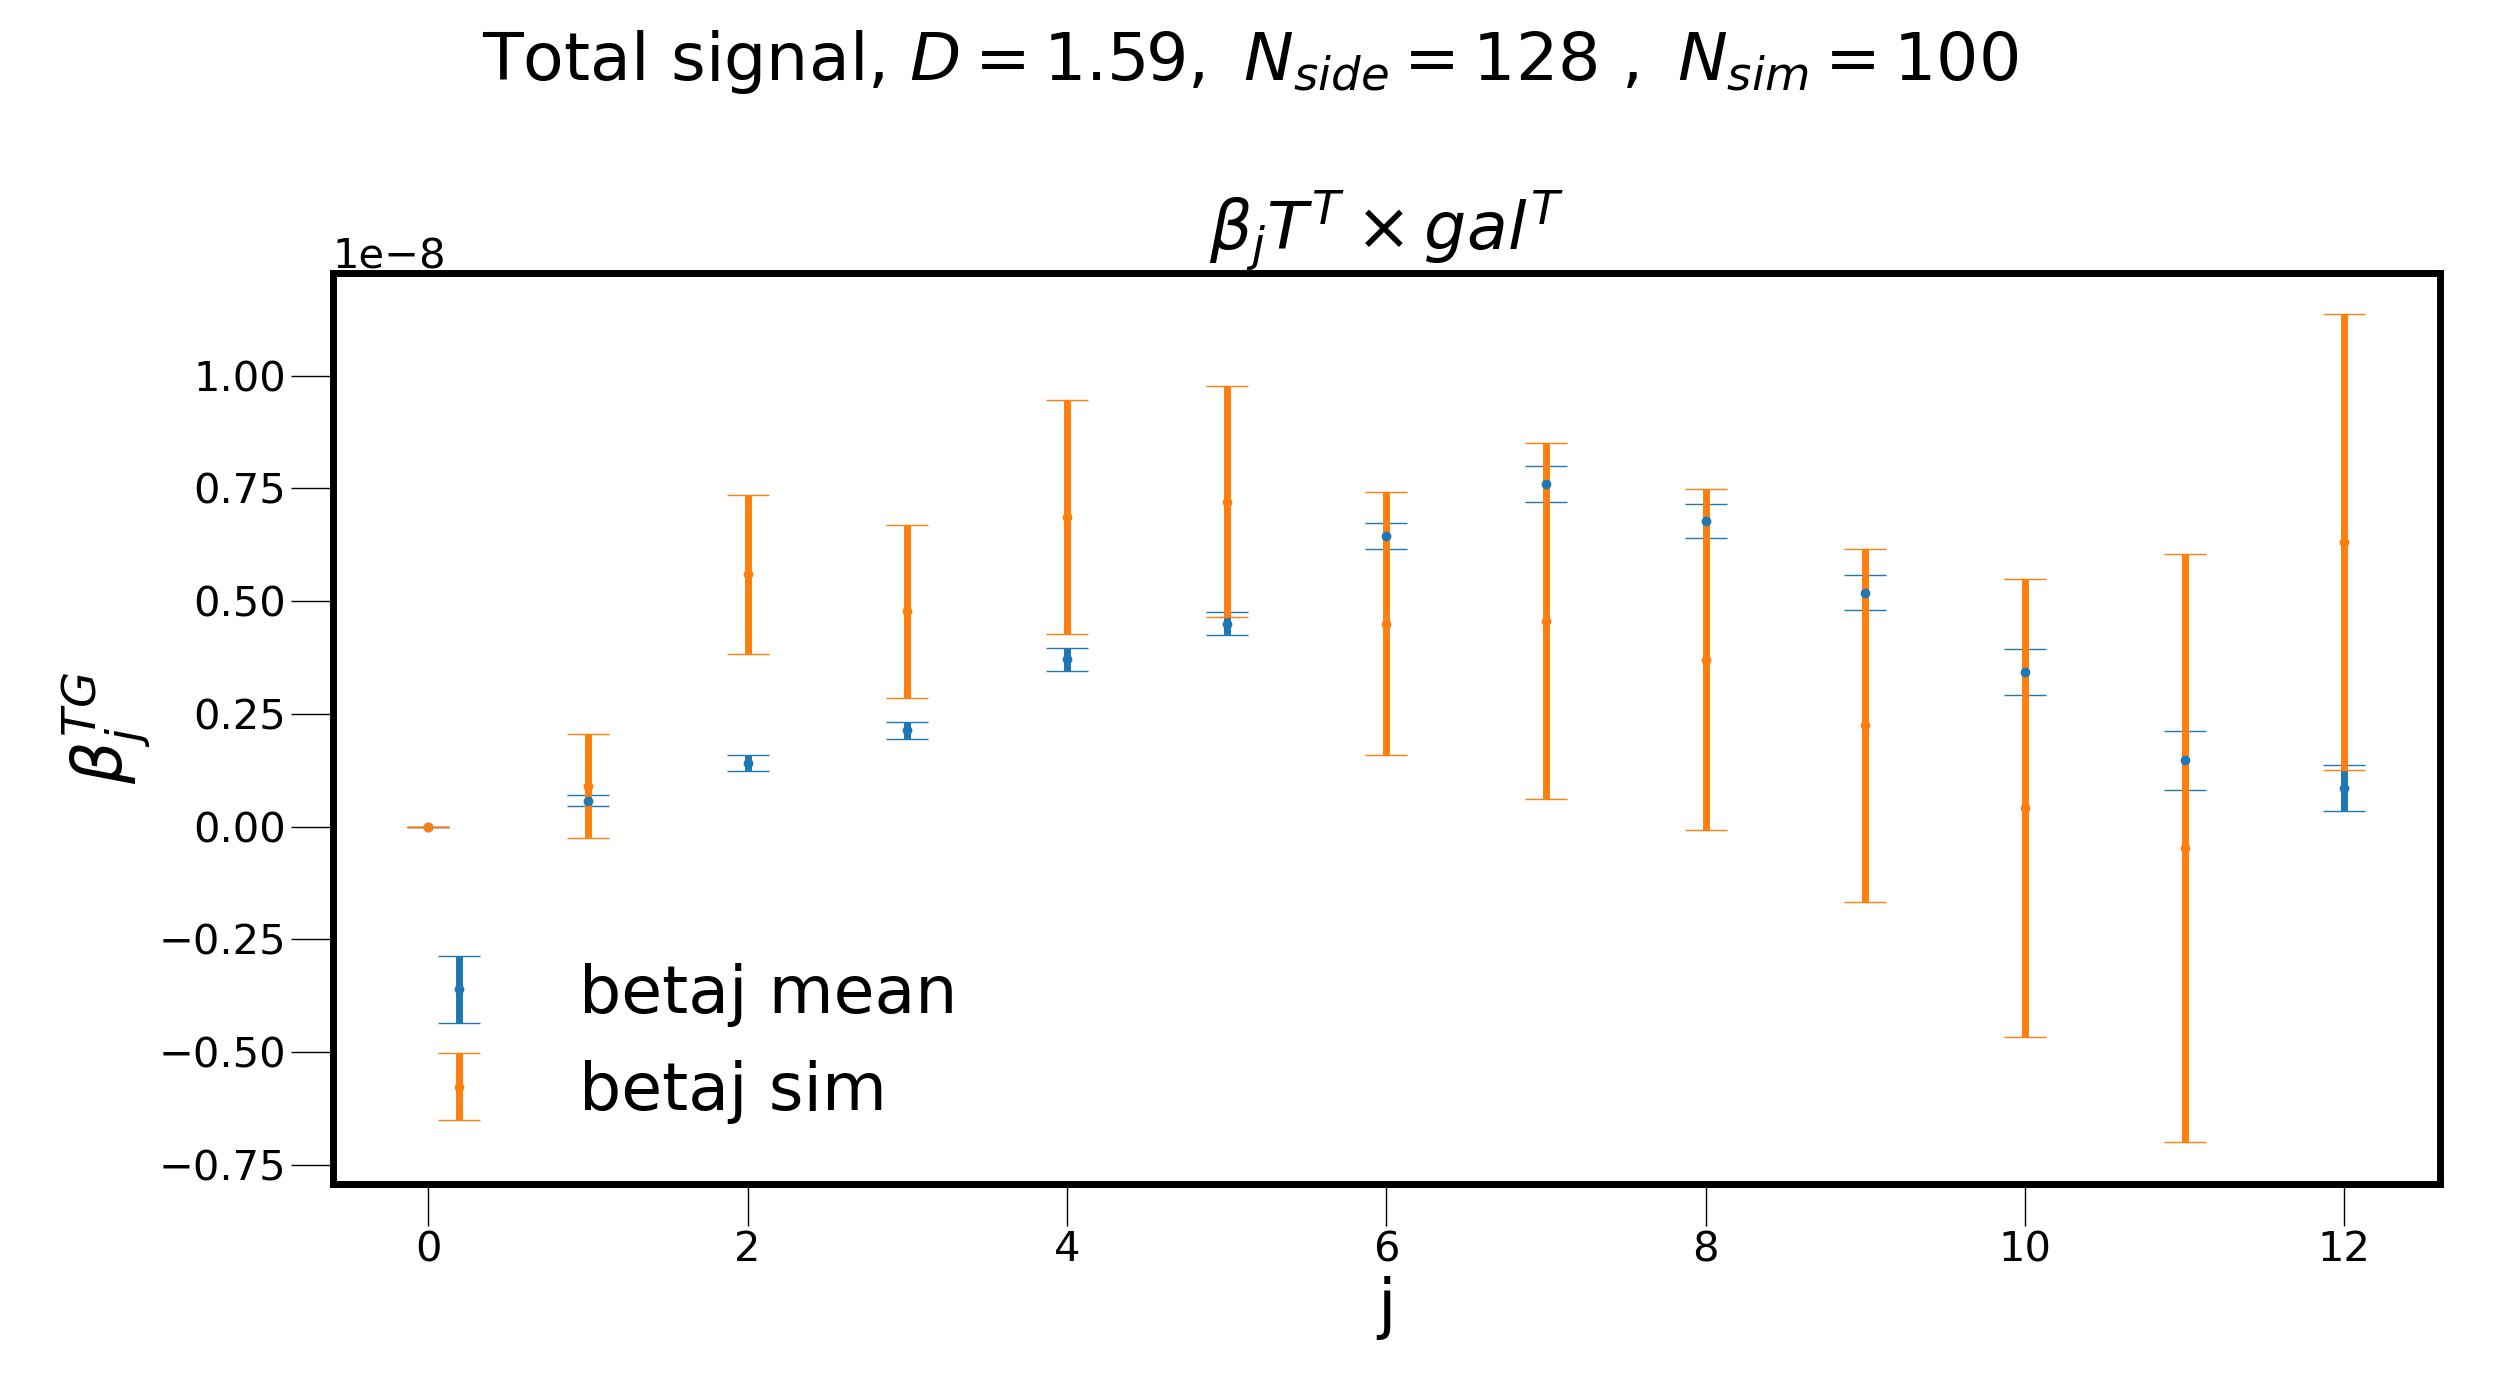 Total signal, D = 1.59, N_side = 128 , N_sim = 100
β_j T^T × gal^T
1e−8
1.00
0.75
0.50
0.25
0.00
−0.25
−0.50
−0.75
β_j^TG
betaj mean
betaj sim
0 2 4 6 8 10 12
j